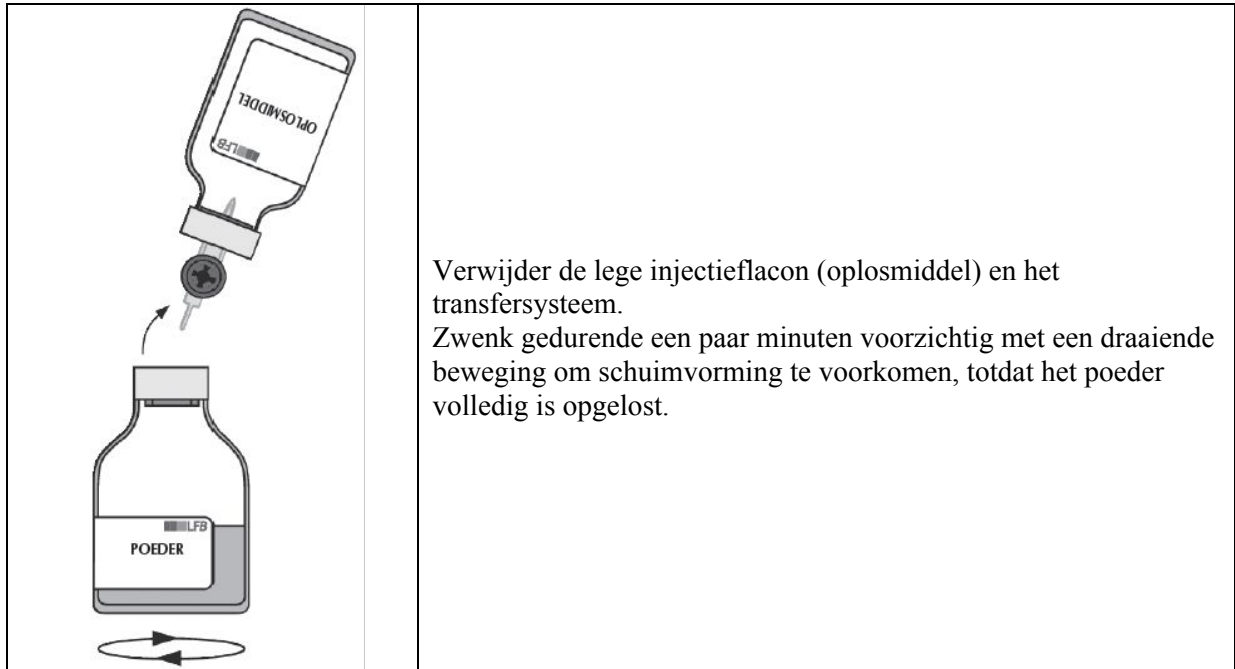 OPLOSMIDDEL
LFB
Verwijder de lege injectieflacon (oplosmiddel) en het
transfersysteem.
Zwenk gedurende een paar minuten voorzichtig met een draaiende
beweging om schuimvorming te voorkomen, totdat het poeder
volledig is opgelost.
LFB
POEDER